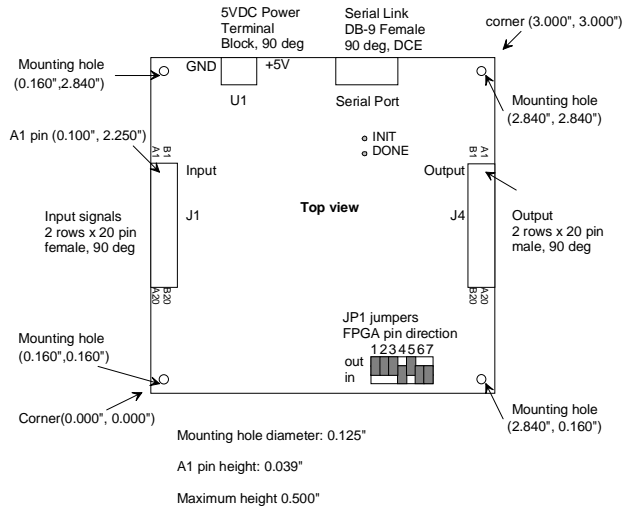 5VDC Power
Terminal
Block, 90 deg
Serial Link
DB-9 Female
90 deg, DCE
corner (3.000", 3.000")
Mounting hole
(0.160",2.840")
GND
+5V
U1
Serial Port
Mounting hole
(2.840", 2.840")
A1 pin (0.100", 2.250")
A1
B1
INIT
DONE
B1
A1
Input
Output
Input signals
2 rows x 20 pin
female, 90 deg
J1
Top view
J4
Output
2 rows x 20 pin
male, 90 deg
A20
B20
B20
A20
Mounting hole
(0.160",0.160")
JP1 jumpers
FPGA pin direction
1234567
out
in
Corner(0.000", 0.000")
Mounting hole
(2.840", 0.160")
Mounting hole diameter: 0.125"
A1 pin height: 0.039"
Maximum height 0.500"